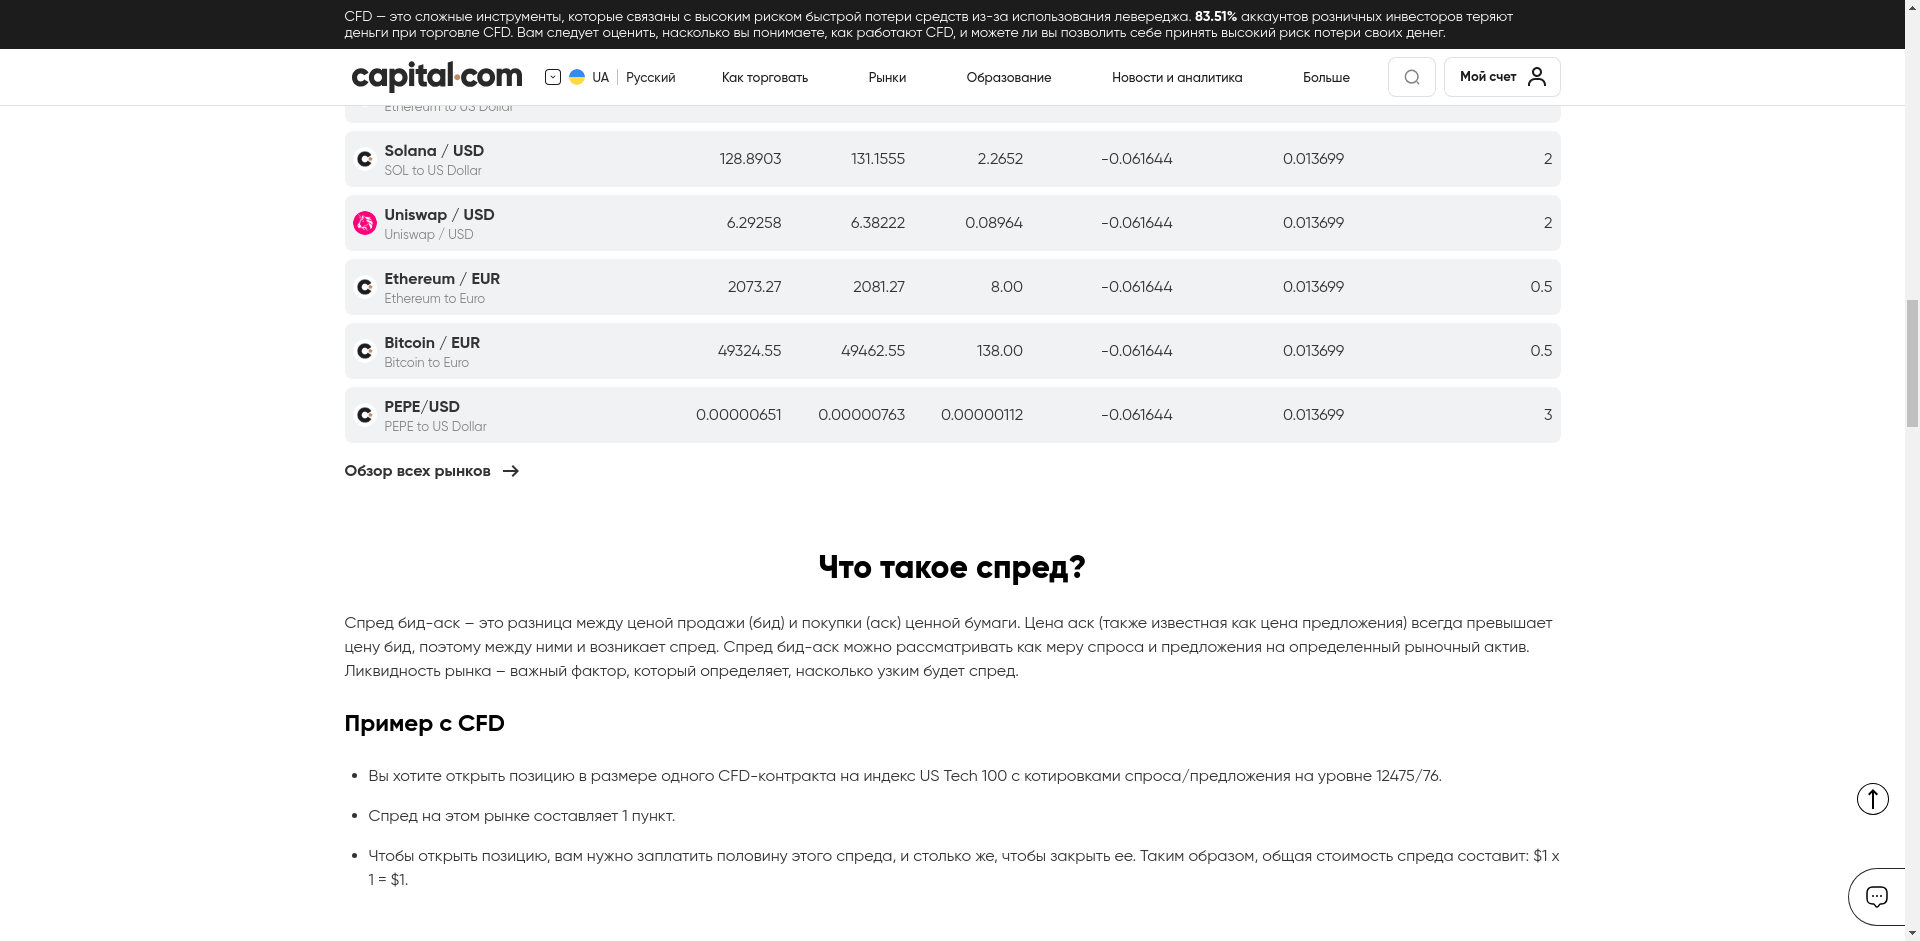 CFD — это сложные инструменты, которые связаны с высоким риском быстрой потери средств из-за использования левереджа. 83.51% аккаунтов розничных инвесторов теряют
деньги при торговле CFD. Вам следует оценить, насколько вы понимаете, как работают CFD, и можете ли вы позволить себе принять высокий риск потери своих денег.
capital.com UA Русский Как торговать Рынки Образование Новости и аналитика Больше Мой счет
Ethereum to US Dollar
Solana / USD 128.8903 131.1555 2.2652 -0.061644 0.013699 2
SOL to US Dollar
Uniswap / USD 6.29258 6.38222 0.08964 -0.061644 0.013699 2
Uniswap / USD
Ethereum / EUR 2073.27 2081.27 8.00 -0.061644 0.013699 0.5
Ethereum to Euro
Bitcoin / EUR 49324.55 49462.55 138.00 -0.061644 0.013699 0.5
Bitcoin to Euro
PEPE/USD 0.00000651 0.00000763 0.00000112 -0.061644 0.013699 3
PEPE to US Dollar
Обзор всех рынков
Что такое спред?
Спред бид-аск – это разница между ценой продажи (бид) и покупки (аск) ценной бумаги. Цена аск (также известная как цена предложения) всегда превышает
цену бид, поэтому между ними и возникает спред. Спред бид-аск можно рассматривать как меру спроса и предложения на определенный рыночный актив.
Ликвидность рынка – важный фактор, который определяет, насколько узким будет спред.
Пример с CFD
• Вы хотите открыть позицию в размере одного CFD-контракта на индекс US Tech 100 с котировками спроса/предложения на уровне 12475/76.
• Спред на этом рынке составляет 1 пункт.
• Чтобы открыть позицию, вам нужно заплатить половину этого спреда, и столько же, чтобы закрыть ее. Таким образом, общая стоимость спреда составит: $1 x
1 = $1.